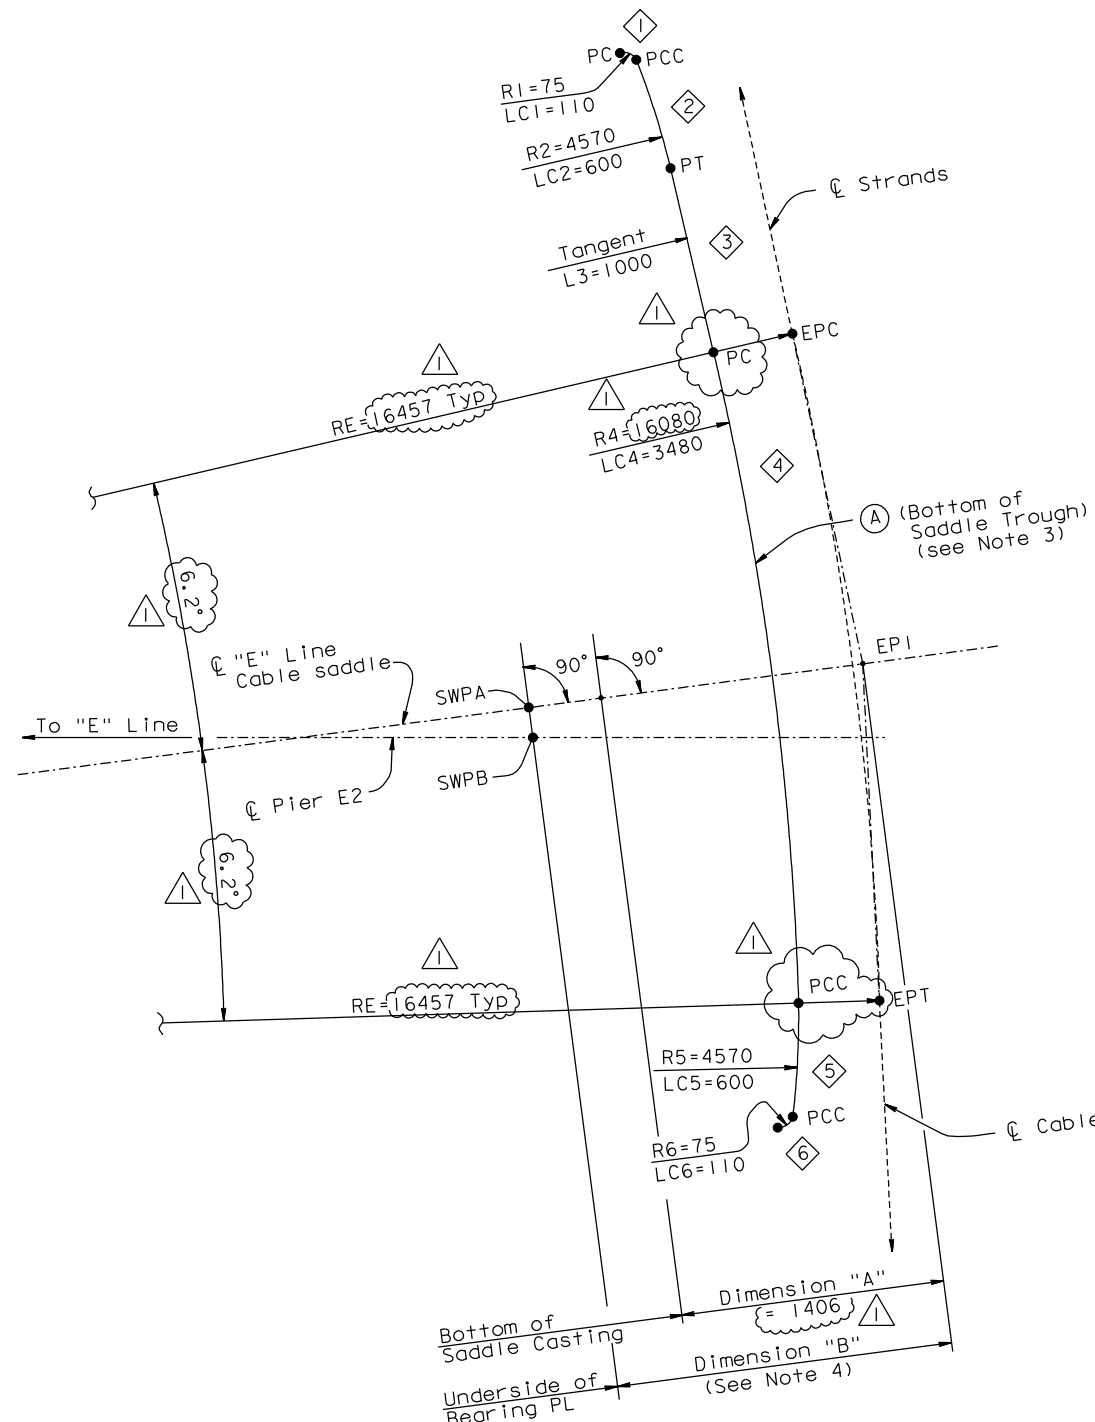 1
PC
PCC
R1=75
LC1=110
2
R2=4570
LC2=600
PT
℄ Strands
3
Tangent
L3=1000
1
EPC
PC
1
RE=16457 Typ
1
R4=16080
LC4=3480
4
A
(Bottom of
Saddle Trough)
(see Note 3)
6.2°
1
℄ "E" Line
Cable saddle
90°
90°
EPI
SWPA
To "E" Line
SWPB
℄ Pier E2
6.2°
1
1
1
PCC
RE=16457 Typ
EPT
R5=4570
LC5=600
5
PCC
℄ Cable
R6=75
LC6=110
6
Dimension "A"
= 1406
1
Bottom of
Saddle Casting
Dimension "B"
(See Note 4)
Underside of
Bearing PL